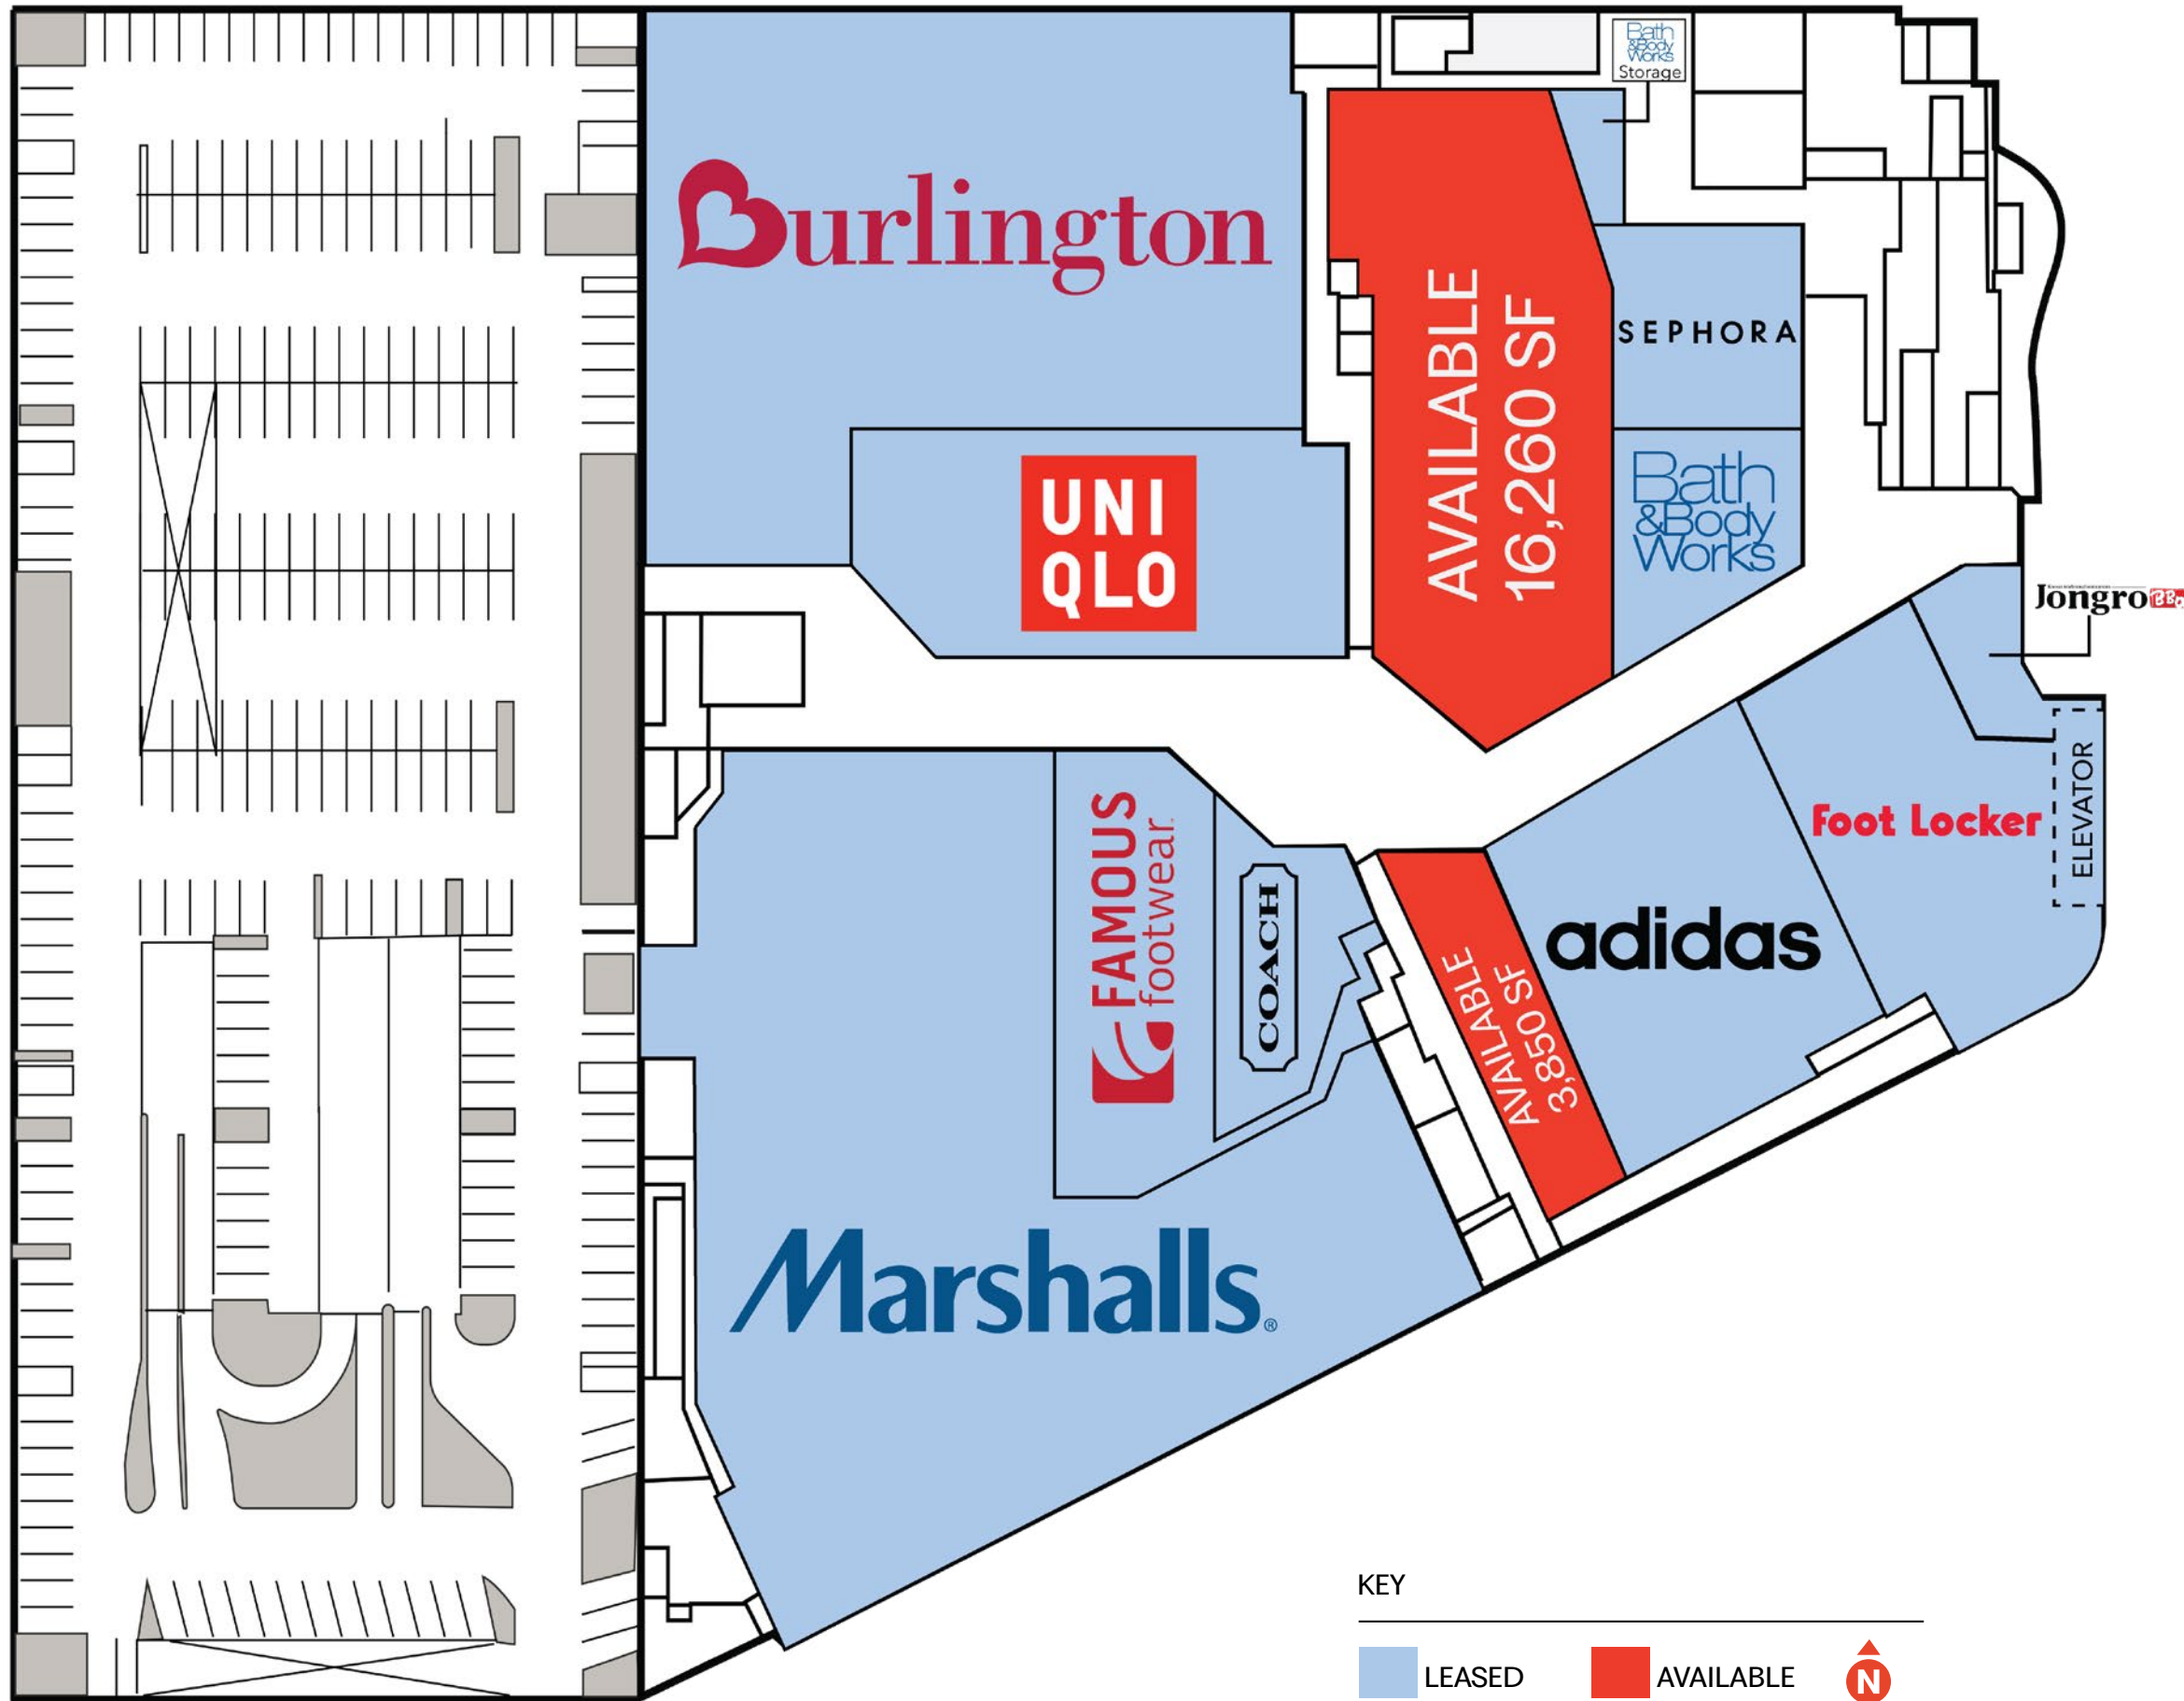 Bath
&Body
Works
Storage
Burlington
AVAILABLE
16,260 SF
SEPHORA
UNI
QLO
Bath
&Body
Works
Jongro BBQ
ELEVATOR
FAMOUS
footwear
Foot Locker
COACH
adidas
AVAILABLE
3,850 SF
Marshalls®
KEY
LEASED
AVAILABLE
N